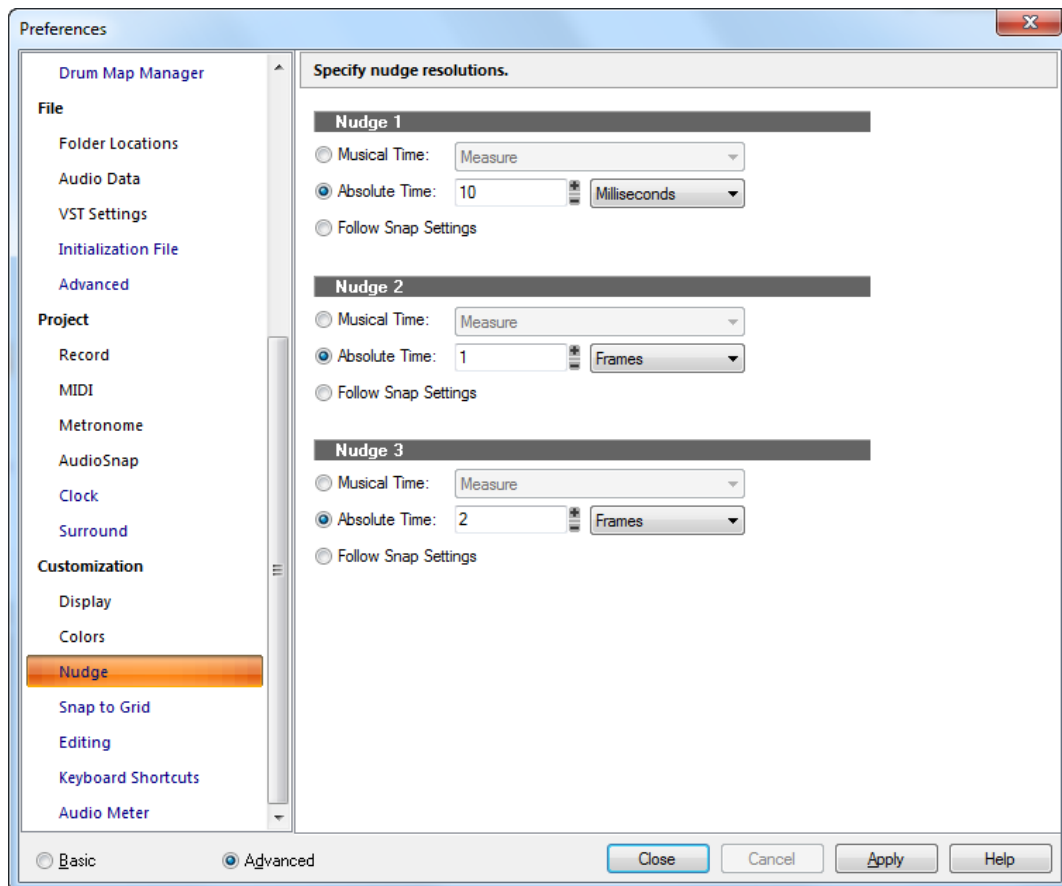 Preferences
Drum Map Manager
File
Folder Locations
Audio Data
VST Settings
Initialization File
Advanced
Project
Record
MIDI
Metronome
AudioSnap
Clock
Surround
Customization
Display
Colors
Nudge
Snap to Grid
Editing
Keyboard Shortcuts
Audio Meter
Specify nudge resolutions.
Nudge 1
Musical Time: Measure
Absolute Time: 10 Milliseconds
Follow Snap Settings
Nudge 2
Musical Time: Measure
Absolute Time: 1 Frames
Follow Snap Settings
Nudge 3
Musical Time: Measure
Absolute Time: 2 Frames
Follow Snap Settings
Basic Advanced Close Cancel Apply Help